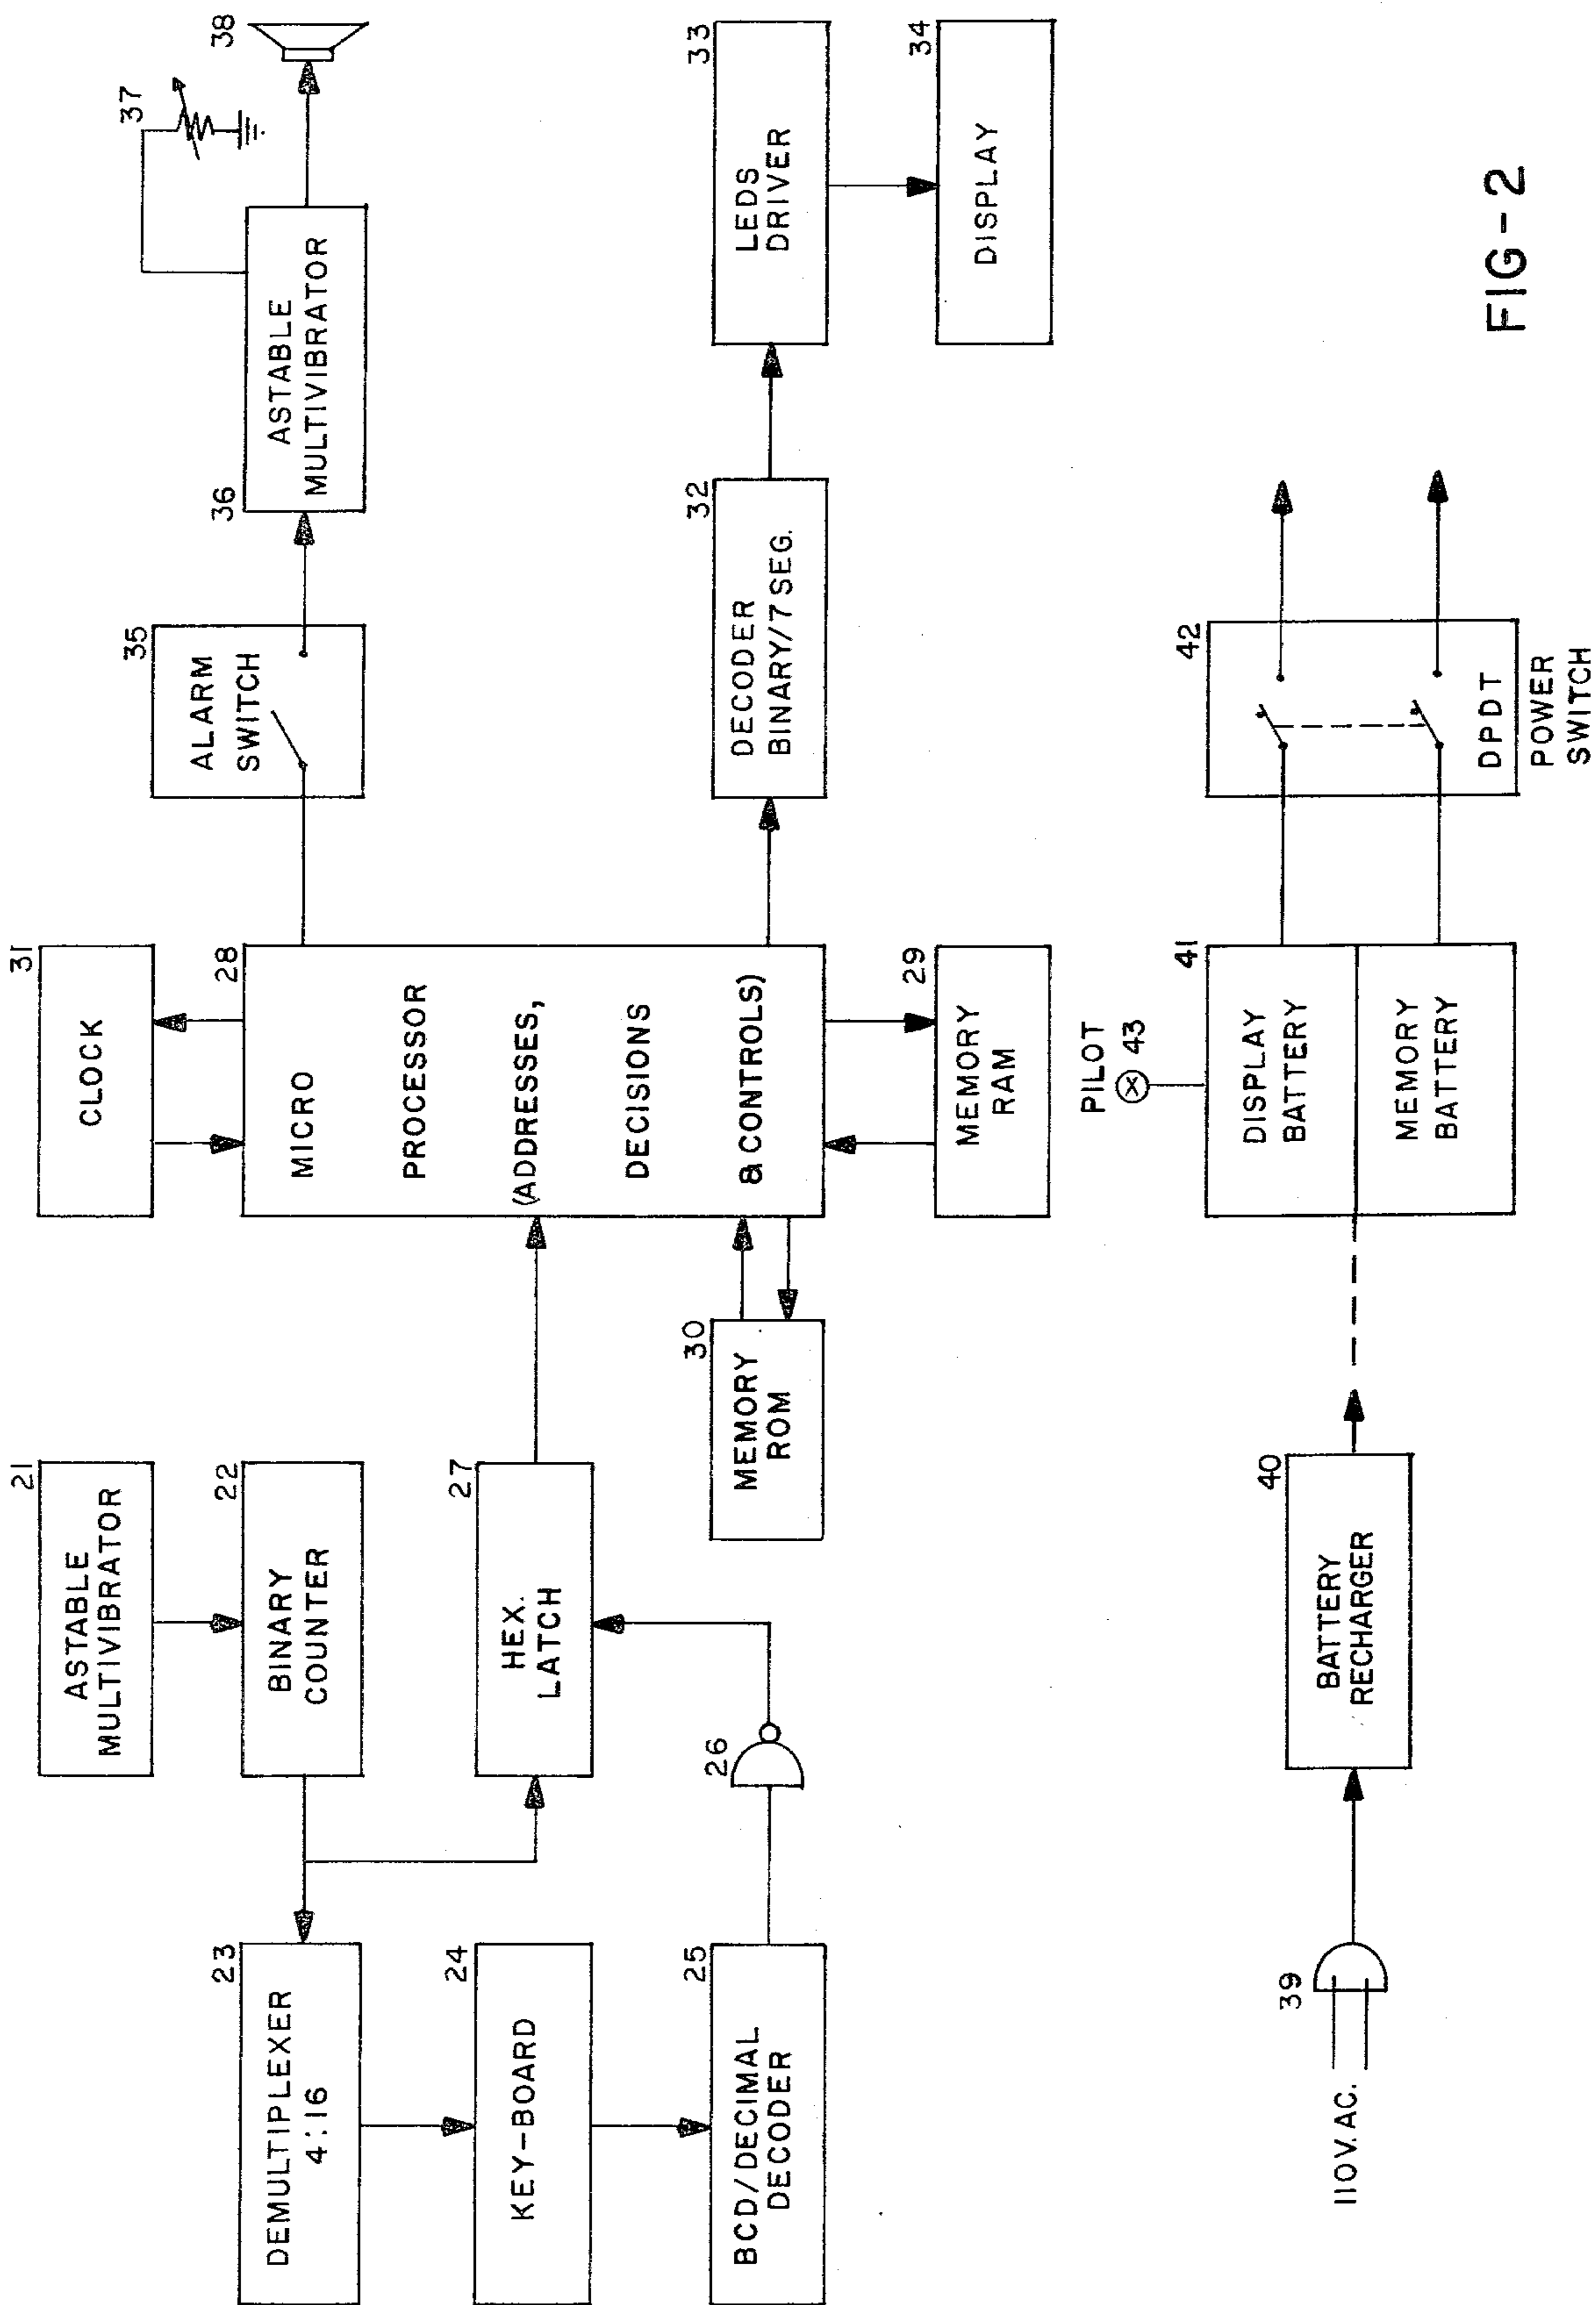 21
ASTABLE
MULTIVIBRATOR
22
BINARY
COUNTER
23
DEMULTIPLEXER
4:16
24
KEY-BOARD
25
BCD/DECIMAL
DECODER
26
27
HEX.
LATCH
31
CLOCK
28
MICRO
PROCESSOR
(ADDRESSES,
DECISIONS
& CONTROLS)
30
MEMORY
ROM
29
MEMORY
RAM
35
ALARM
SWITCH
36
ASTABLE
MULTIVIBRATOR
37
38
32
DECODER
BINARY/7 SEG.
33
LEDS
DRIVER
34
DISPLAY
39
110V. AC.
40
BATTERY
RECHARGER
PILOT
43
41
DISPLAY
BATTERY
MEMORY
BATTERY
42
DPDT
POWER
SWITCH
FIG-2